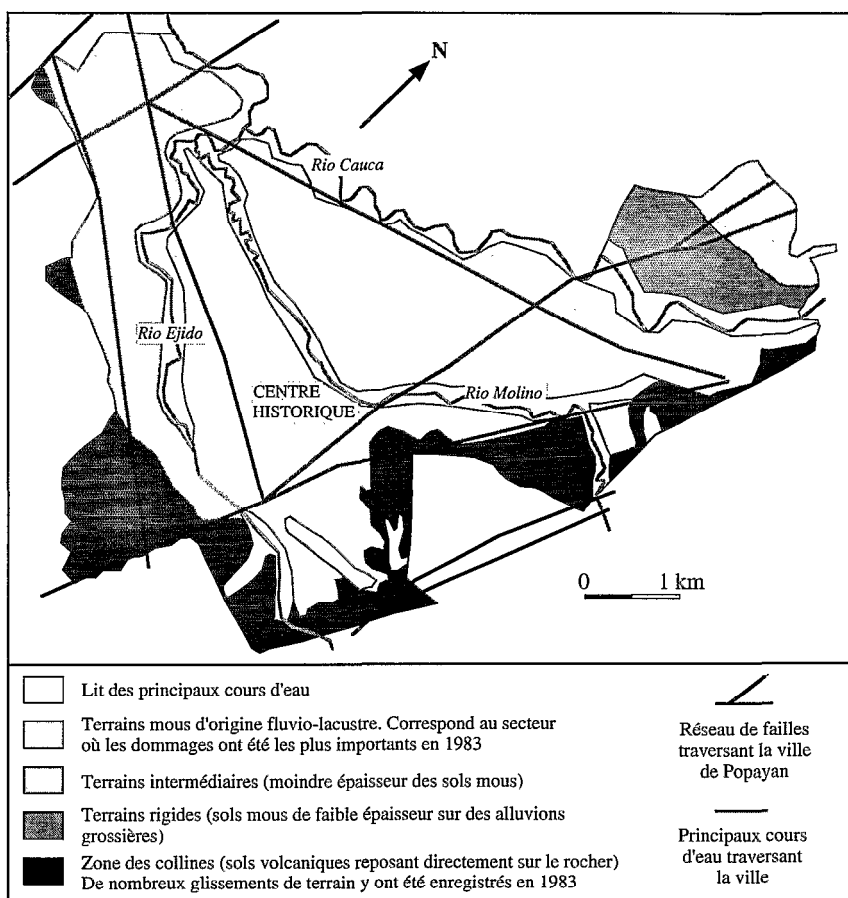 N
Rio Cauca
Rio Ejido
CENTRE
HISTORIQUE
Rio Molino
0 1 km
Lit des principaux cours d'eau
Terrains mous d'origine fluvio-lacustre. Correspond au secteur
où les dommages ont été les plus importants en 1983
Terrains intermédiaires (moindre épaisseur des sols mous)
Terrains rigides (sols mous de faible épaisseur sur des alluvions
grossières)
Zone des collines (sols volcaniques reposant directement sur le rocher)
De nombreux glissements de terrain y ont été enregistrés en 1983
Réseau de failles
traversant la ville
de Popayan
Principaux cours
d'eau traversant
la ville